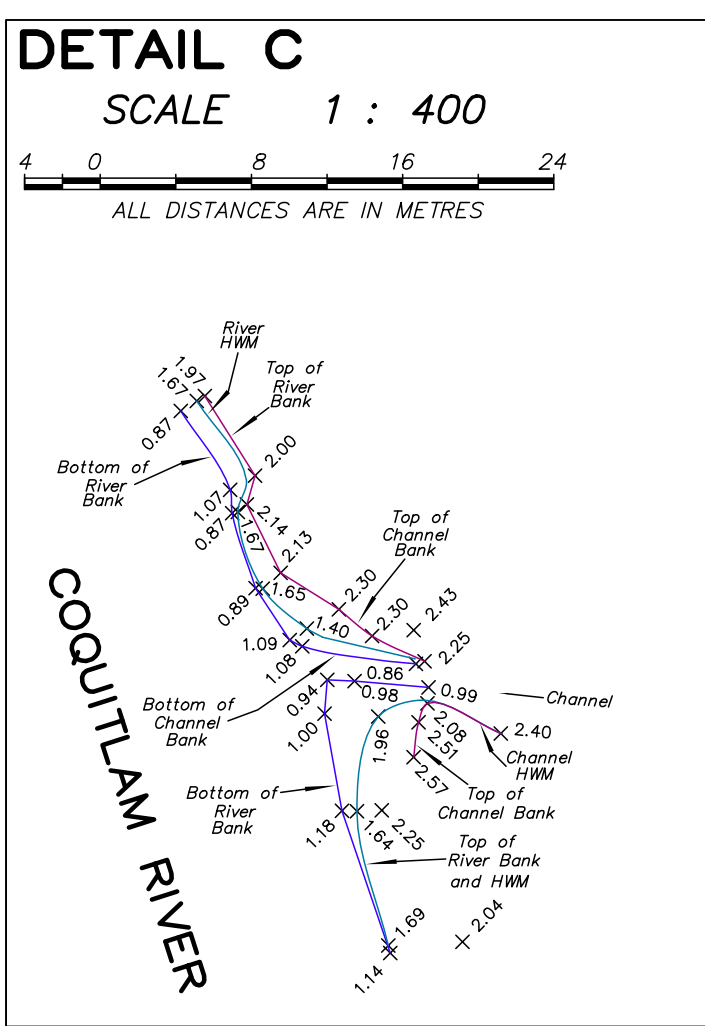 DETAIL C
SCALE 1 : 400
4 0 8 16 24
ALL DISTANCES ARE IN METRES
River
HWM
1.97
1.67
Top of
River
Bank
0.87
2.00
Bottom of
River
Bank
1.07
0.87
1.67
2.14
2.13
Top of
Channel
Bank
0.89
1.65
2.30
2.30
2.43
1.40
1.09
1.08
2.25
0.86
0.94
0.98
0.99
Channel
Bottom of
Channel
Bank
1.00
1.96
2.08
2.51
2.40
2.57
Channel
HWM
Top of
Channel Bank
Bottom of
River
Bank
1.18
1.64
2.25
Top of
River Bank
and HWM
1.69
2.04
1.14
COQUITLAM RIVER